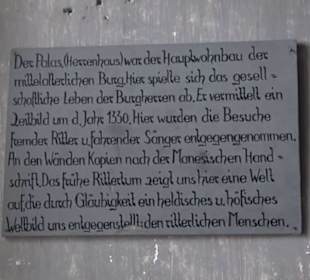 Der Palas,(Herrenhaus)war der Hauptwohnbau der
mittelalterlichen Burg.Hier spielte sich das gesell=
schaftliche Leben der Burgherren ab.Er vermittelt ein
Zeitbild um d.Jahr 1330.Hier wurden die Besuche
fremder Ritter u.fahrender Sänger entgegengenommen.
An den Wänden Kopien nach der Manesischen Hand=
schrift.Das frühe Rittertum zeigt uns hier eine Welt
auf,die durch Gläubigkeit ein heldisches u.höfisches
Weltbild uns entgegenstellt:den ritterlichen Menschen.